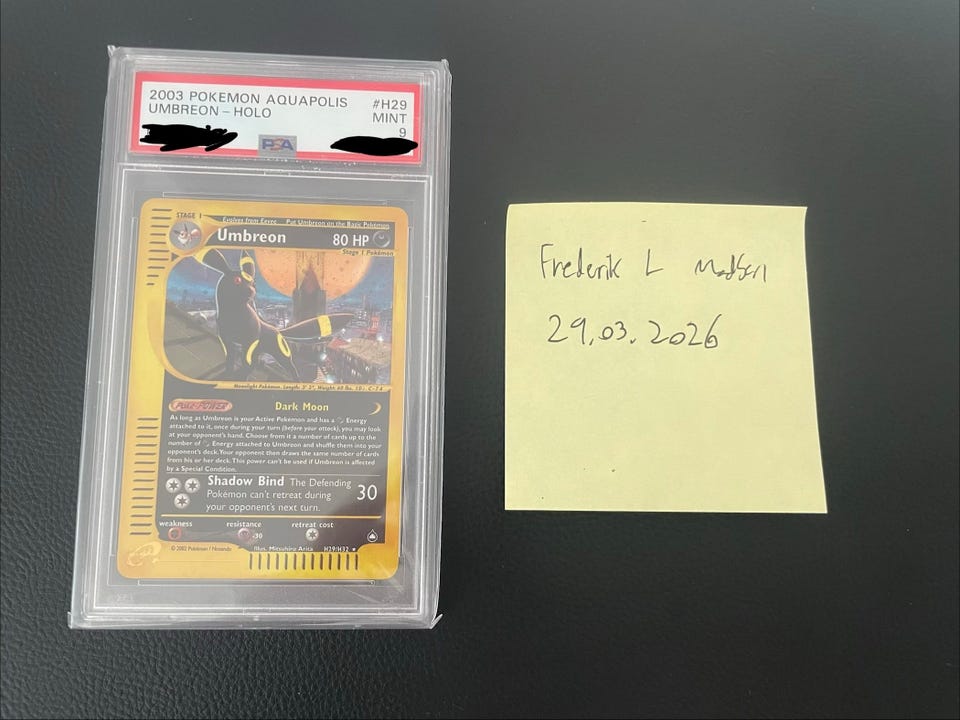 2003 POKEMON AQUAPOLIS #H29
UMBREON – HOLO MINT
9
PSA
STAGE 1
Evolves from Eevee Put Umbreon on the Basic Pokémon
Umbreon 80 HP
Stage 1 Pokémon
Moonlight Pokémon. Length: 3' 3", Weight: 60 lbs.
POKé-POWER Dark Moon
As long as Umbreon is your Active Pokémon and has a Energy
attached to it, once during your turn (before your attack), you may look
at your opponent's hand. Choose from it a number of cards up to the
number of Energy attached to Umbreon and shuffle them into your
opponent's deck. Your opponent then draws the same number of cards
from his or her deck. This power can't be used if Umbreon is affected
by a Special Condition.
Shadow Bind The Defending
Pokémon can't retreat during
your opponent's next turn.
30
weakness resistance retreat cost
-30
© 2002 Pokémon / Nintendo Illus. Mitsuhiro Arita H29/H32
Frederik L Madsen
29.03.2026